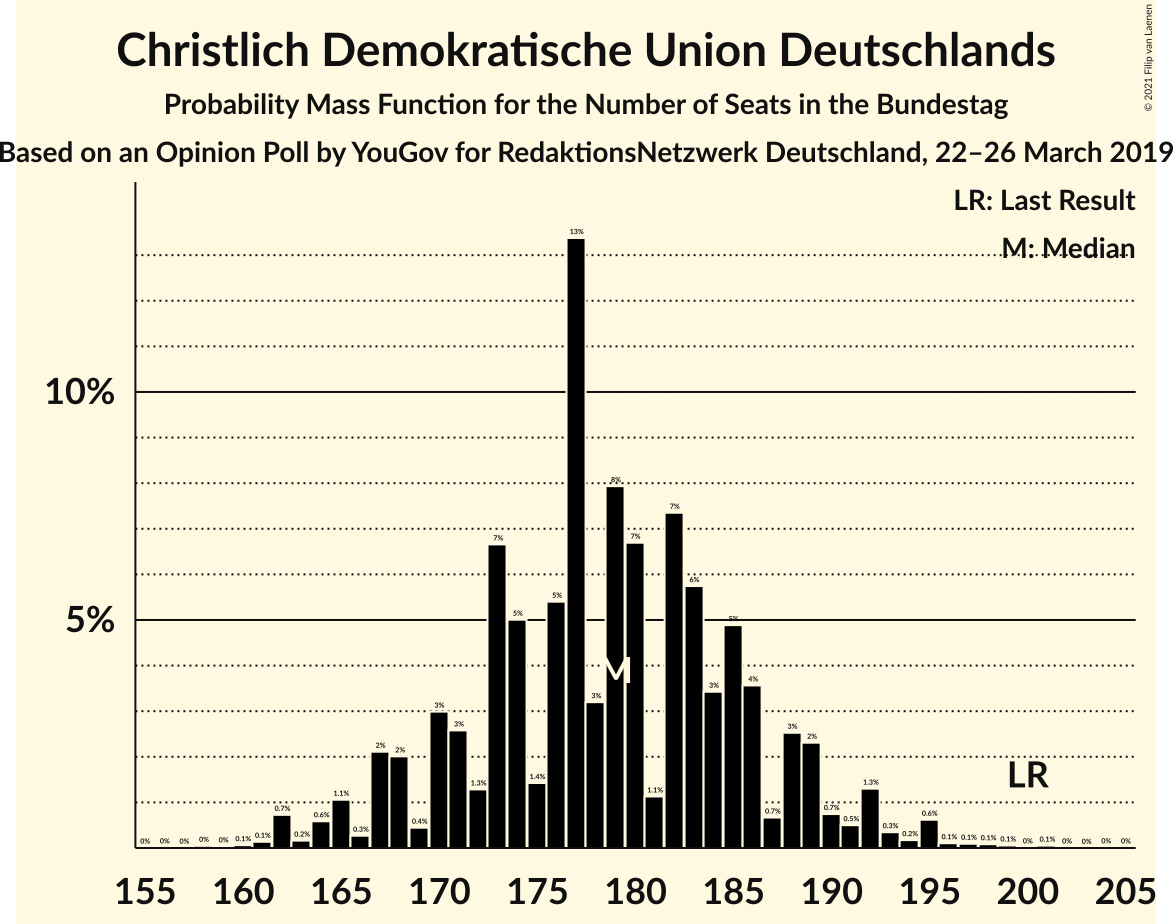 Christlich Demokratische Union Deutschlands
Probability Mass Function for the Number of Seats in the Bundestag
Based on an Opinion Poll by YouGov for RedaktionsNetzwerk Deutschland, 22–26 March 2019
© 2021 Filip van Laenen
LR: Last Result
M: Median
10%
5%
0% 0% 0% 0% 0% 0.1% 0.1% 0.7% 0.2% 0.6% 1.1% 0.3% 2% 2% 0.4% 3% 3% 1.3% 7% 5% 1.4% 5% 13% 3% 8% 7% 1.1% 7% 6% 3% 5% 4% 0.7% 3% 2% 0.7% 0.5% 1.3% 0.3% 0.2% 0.6% 0.1% 0.1% 0.1% 0.1% 0% 0.1% 0% 0% 0% 0%
M
LR
155 160 165 170 175 180 185 190 195 200 205